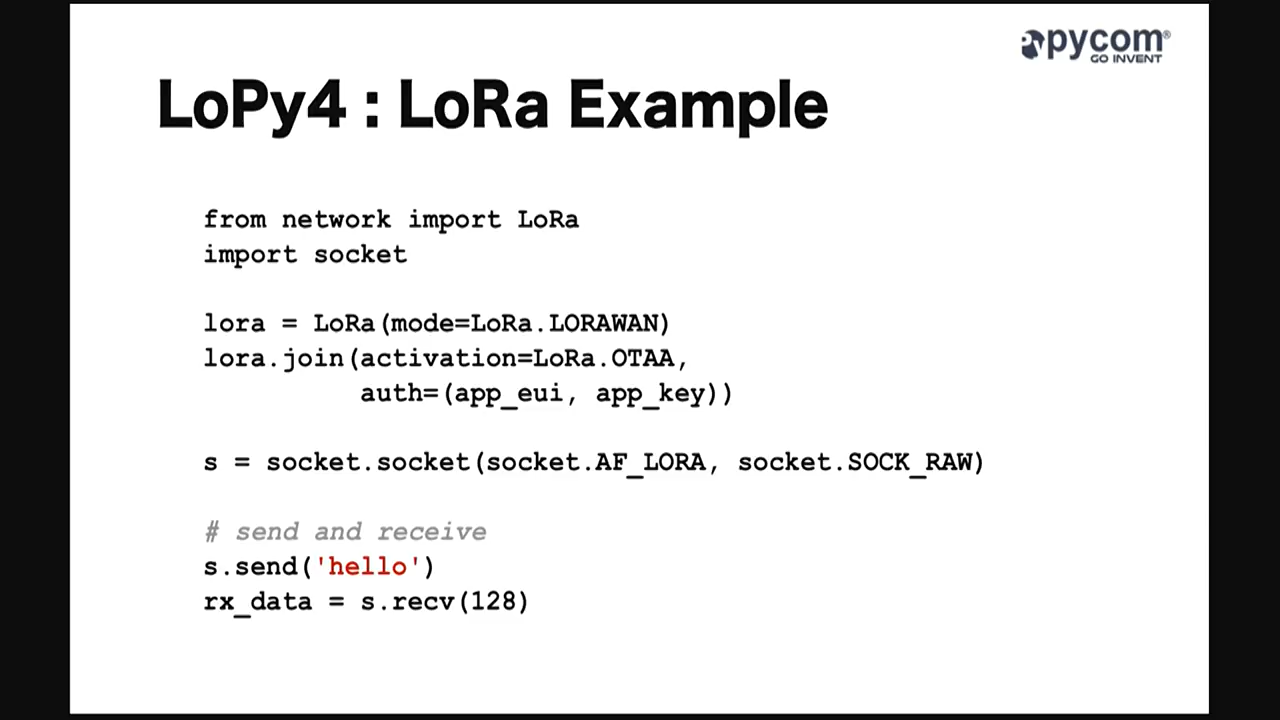 pycom®
GO INVENT
LoPy4 : LoRa Example
from network import LoRa
import socket
lora = LoRa(mode=LoRa.LORAWAN)
lora.join(activation=LoRa.OTAA,
          auth=(app_eui, app_key))
s = socket.socket(socket.AF_LORA, socket.SOCK_RAW)
# send and receive
s.send('hello')
rx_data = s.recv(128)